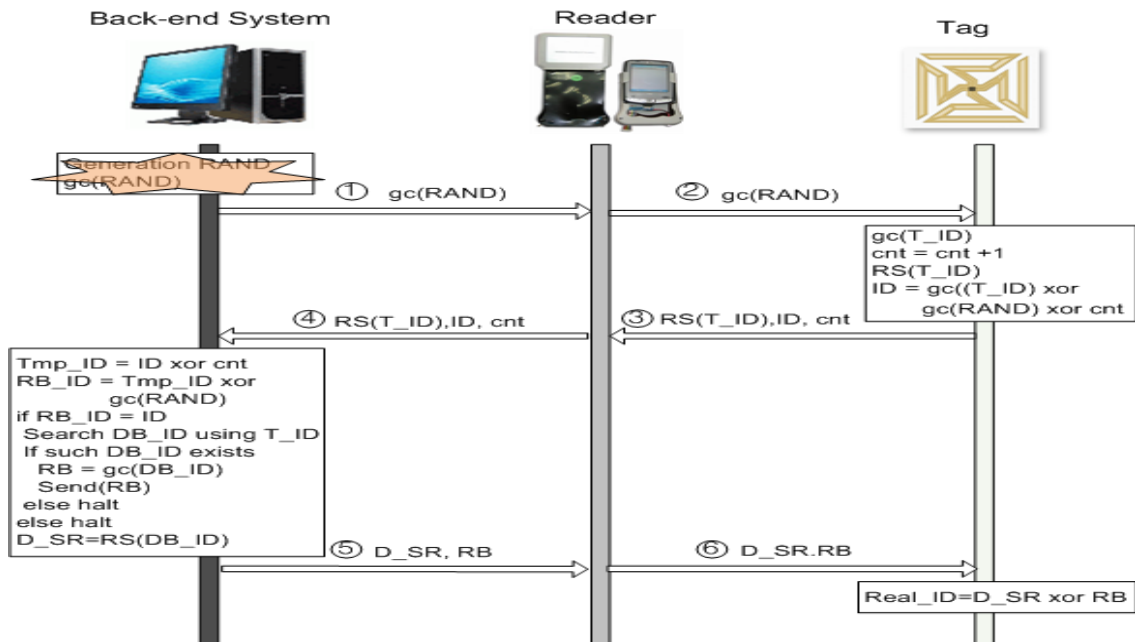 Back-end System
Reader
Tag
Generation RAND
gc(RAND)
① gc(RAND)
② gc(RAND)
gc(T_ID)
cnt = cnt +1
RS(T_ID)
ID = gc((T_ID) xor
gc(RAND) xor cnt
④ RS(T_ID),ID, cnt
③ RS(T_ID),ID, cnt
Tmp_ID = ID xor cnt
RB_ID = Tmp_ID xor
gc(RAND)
if RB_ID = ID
Search DB_ID using T_ID
If such DB_ID exists
RB = gc(DB_ID)
Send(RB)
else halt
else halt
D_SR=RS(DB_ID)
⑤ D_SR, RB
⑥ D_SR.RB
Real_ID=D_SR xor RB